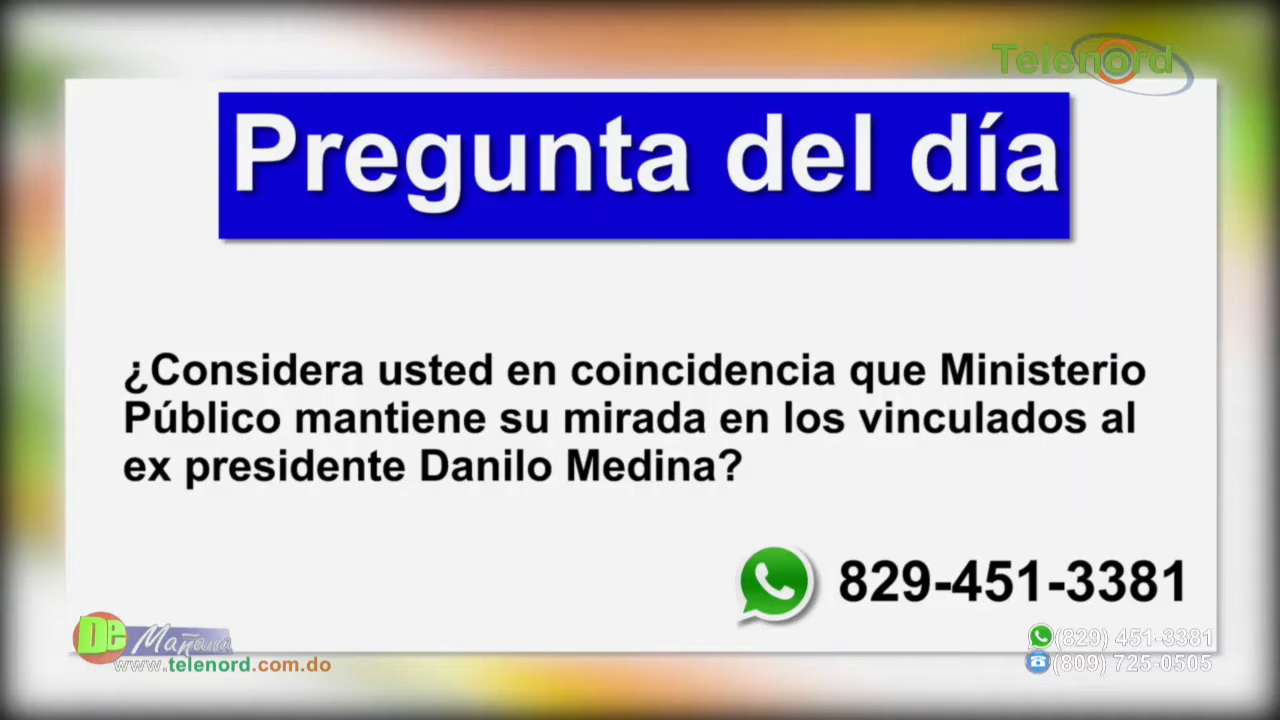 Telenord
Pregunta del día
¿Considera usted en coincidencia que Ministerio
Público mantiene su mirada en los vinculados al
ex presidente Danilo Medina?
829-451-3381
De Mañana
www.telenord.com.do
(829) 451-3381
(809) 725-0505